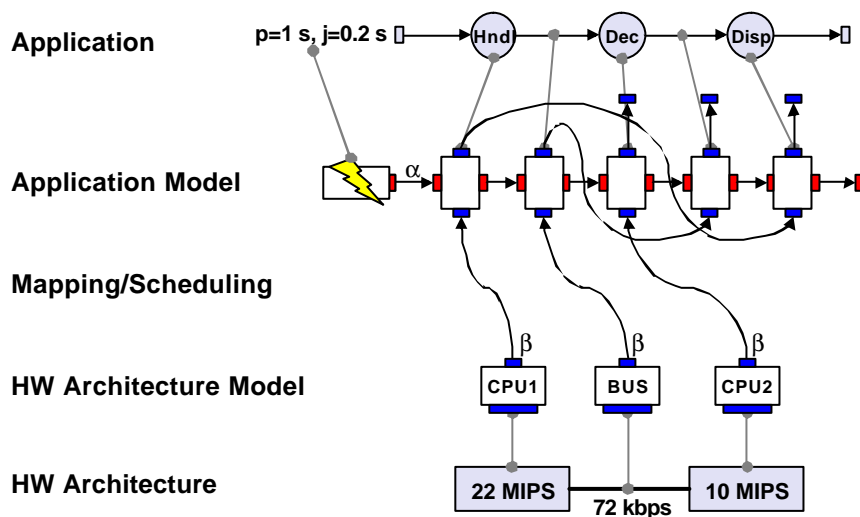 Application
p=1 s, j=0.2 s
Hndl
Dec
Disp
Application Model
α
Mapping/Scheduling
β
β
β
HW Architecture Model
CPU1
BUS
CPU2
HW Architecture
22 MIPS
72 kbps
10 MIPS